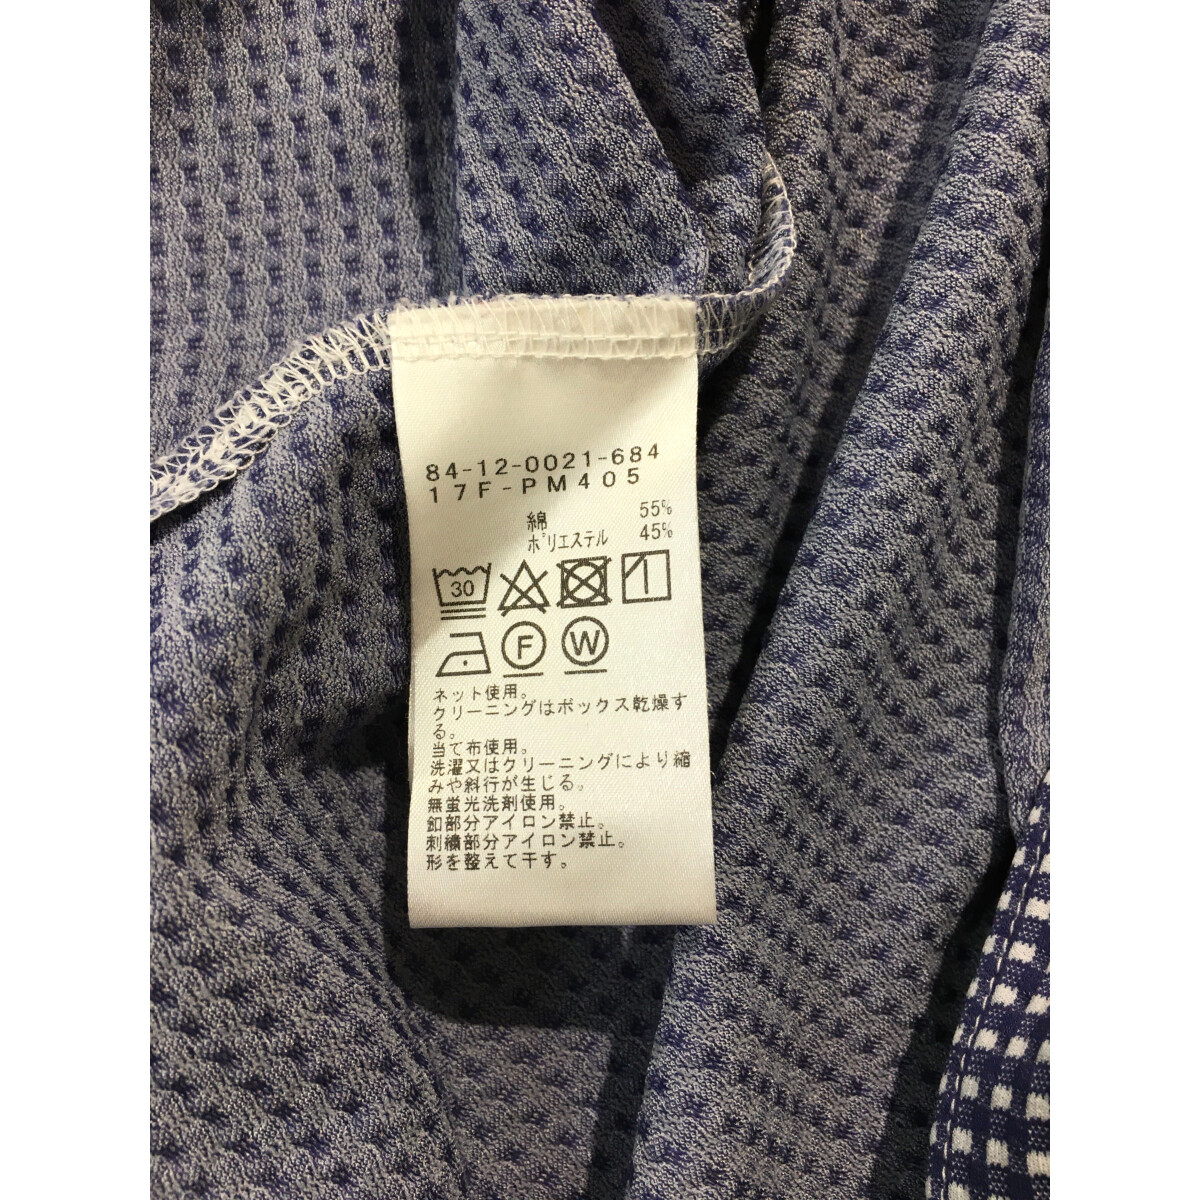 84-12-0021-684
17F-PM405
綿 55%
ポリエステル 45%
30
F W
ネット使用。
クリーニングはボックス乾燥す
る。
当て布使用。
洗濯又はクリーニングにより縮
みや斜行が生じる。
無蛍光洗剤使用。
釦部分アイロン禁止。
刺繍部分アイロン禁止。
形を整えて干す。